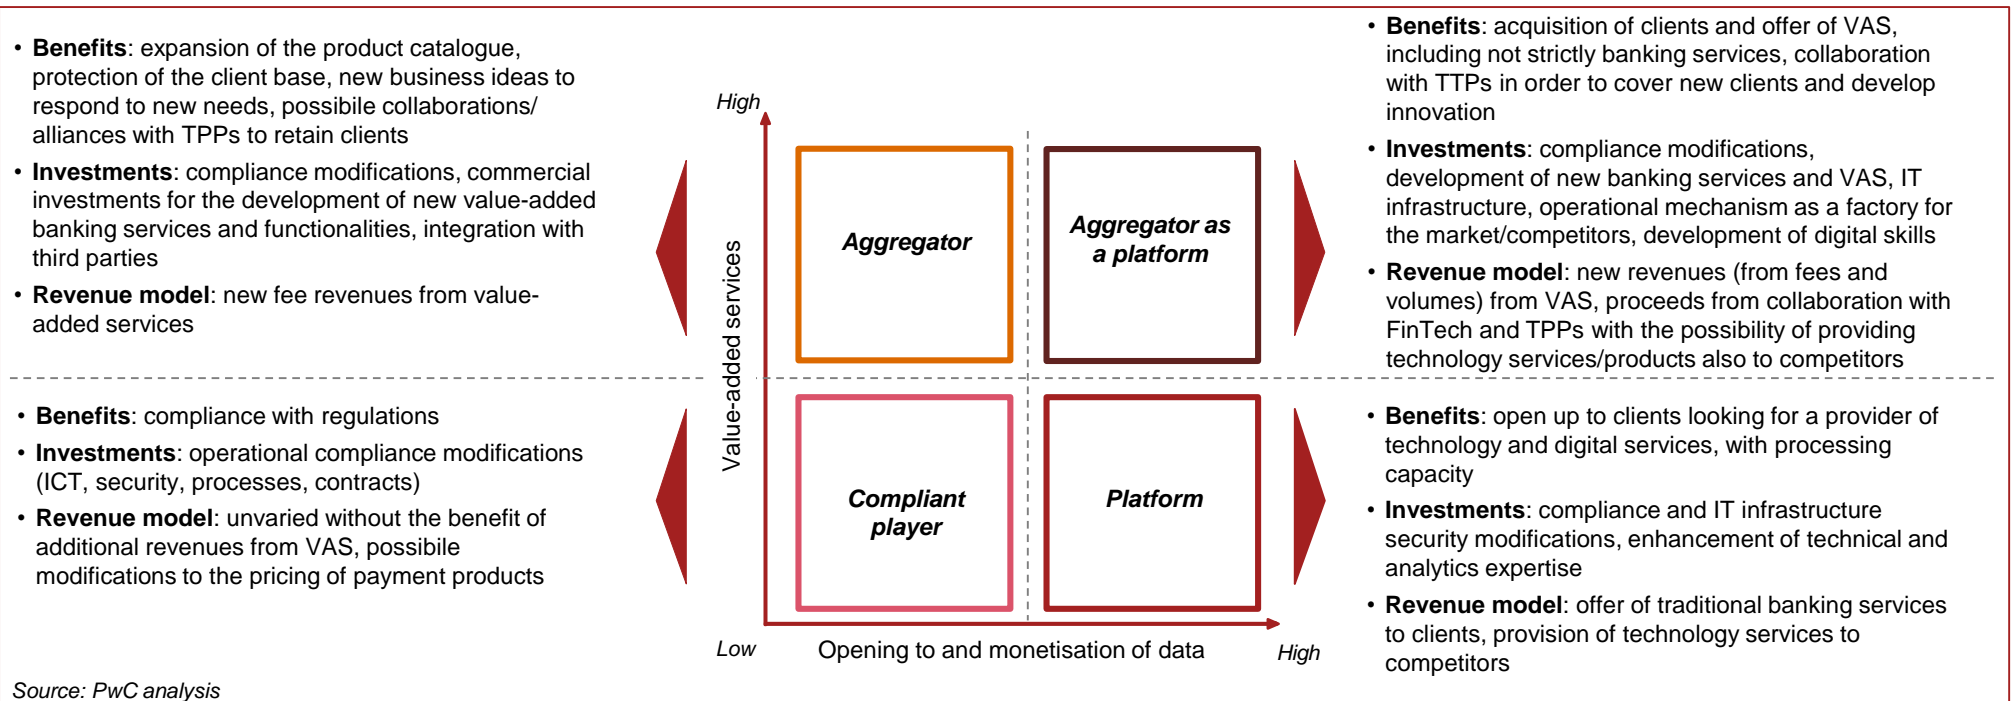 • Benefits: expansion of the product catalogue,
protection of the client base, new business ideas to
respond to new needs, possibile collaborations/
alliances with TPPs to retain clients
• Investments: compliance modifications, commercial
investments for the development of new value-added
banking services and functionalities, integration with
third parties
• Revenue model: new fee revenues from value-
added services
• Benefits: compliance with regulations
• Investments: operational compliance modifications
(ICT, security, processes, contracts)
• Revenue model: unvaried without the benefit of
additional revenues from VAS, possibile
modifications to the pricing of payment products
High
Value-added services
Aggregator
Aggregator as
a platform
Compliant
player
Platform
Low
Opening to and monetisation of data
High
• Benefits: acquisition of clients and offer of VAS,
including not strictly banking services, collaboration
with TTPs in order to cover new clients and develop
innovation
• Investments: compliance modifications,
development of new banking services and VAS, IT
infrastructure, operational mechanism as a factory for
the market/competitors, development of digital skills
• Revenue model: new revenues (from fees and
volumes) from VAS, proceeds from collaboration with
FinTech and TPPs with the possibility of providing
technology services/products also to competitors
• Benefits: open up to clients looking for a provider of
technology and digital services, with processing
capacity
• Investments: compliance and IT infrastructure
security modifications, enhancement of technical and
analytics expertise
• Revenue model: offer of traditional banking services
to clients, provision of technology services to
competitors
Source: PwC analysis